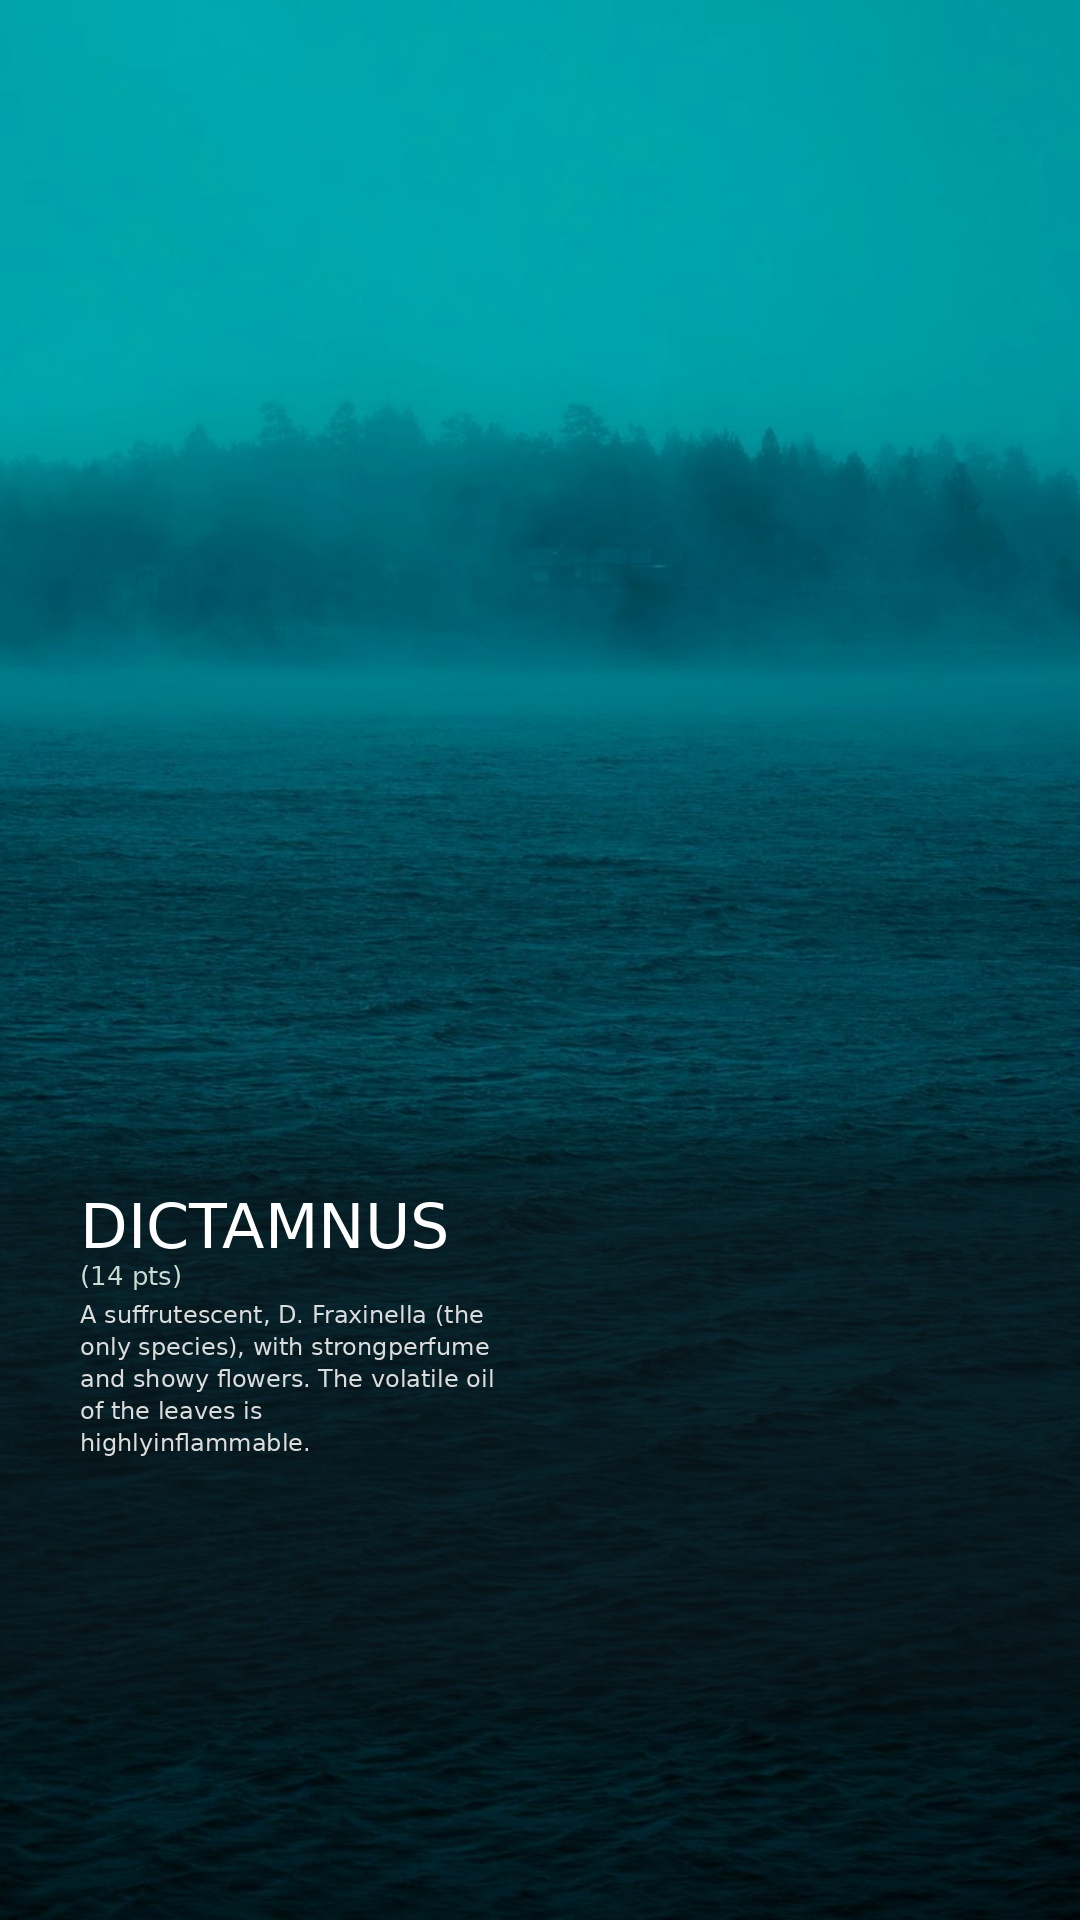 DICTAMNUS
(14 pts)
A suffrutescent, D. Fraxinella (the
only species), with strongperfume
and showy flowers. The volatile oil
of the leaves is
highlyinflammable.